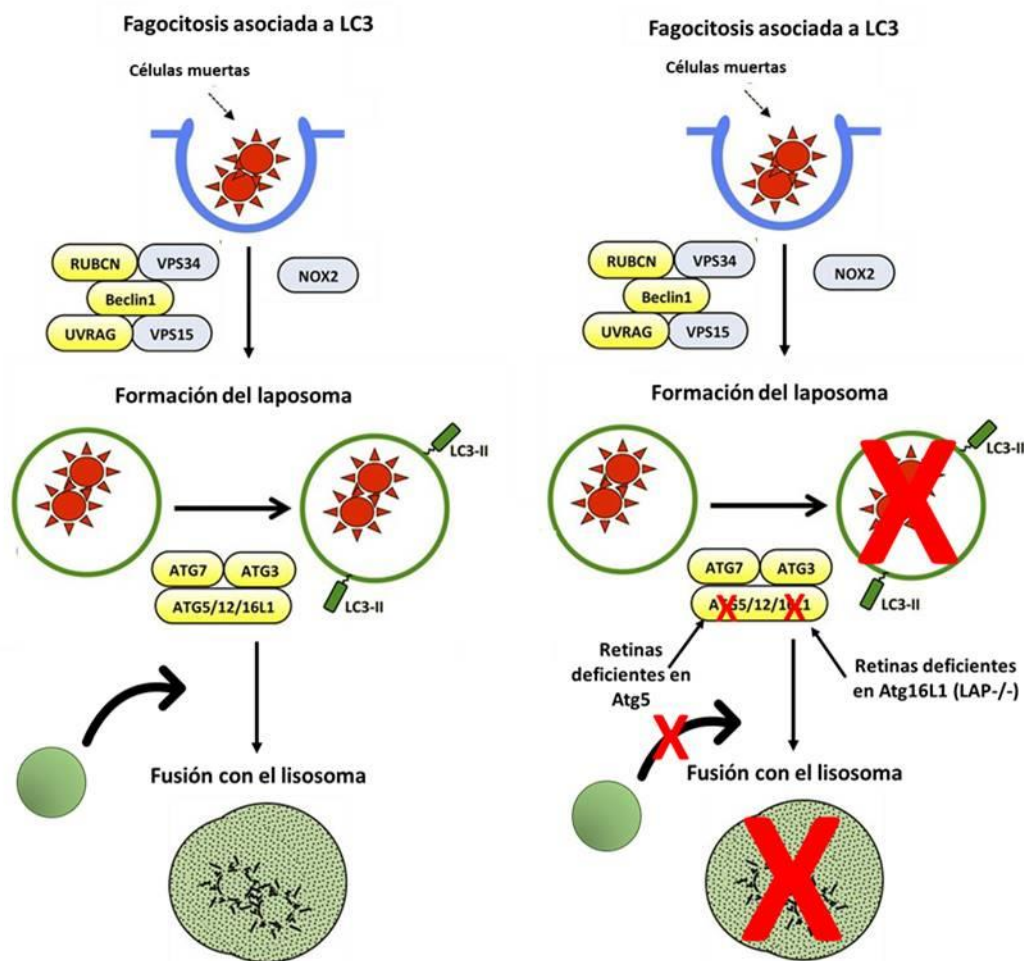 Fagocitosis asociada a LC3
Células muertas
RUBCN
VPS34
NOX2
Beclin1
UVRAG
VPS15
Formación del laposoma
LC3-II
ATG7
ATG3
ATG5/12/16L1
LC3-II
Fusión con el lisosoma
Fagocitosis asociada a LC3
Células muertas
RUBCN
VPS34
NOX2
Beclin1
UVRAG
VPS15
Formación del laposoma
LC3-II
ATG7
ATG3
ATG5/12/16L1
LC3-II
Retinas
deficientes en
Atg5
Retinas deficientes
en Atg16L1 (LAP-/-)
Fusión con el lisosoma